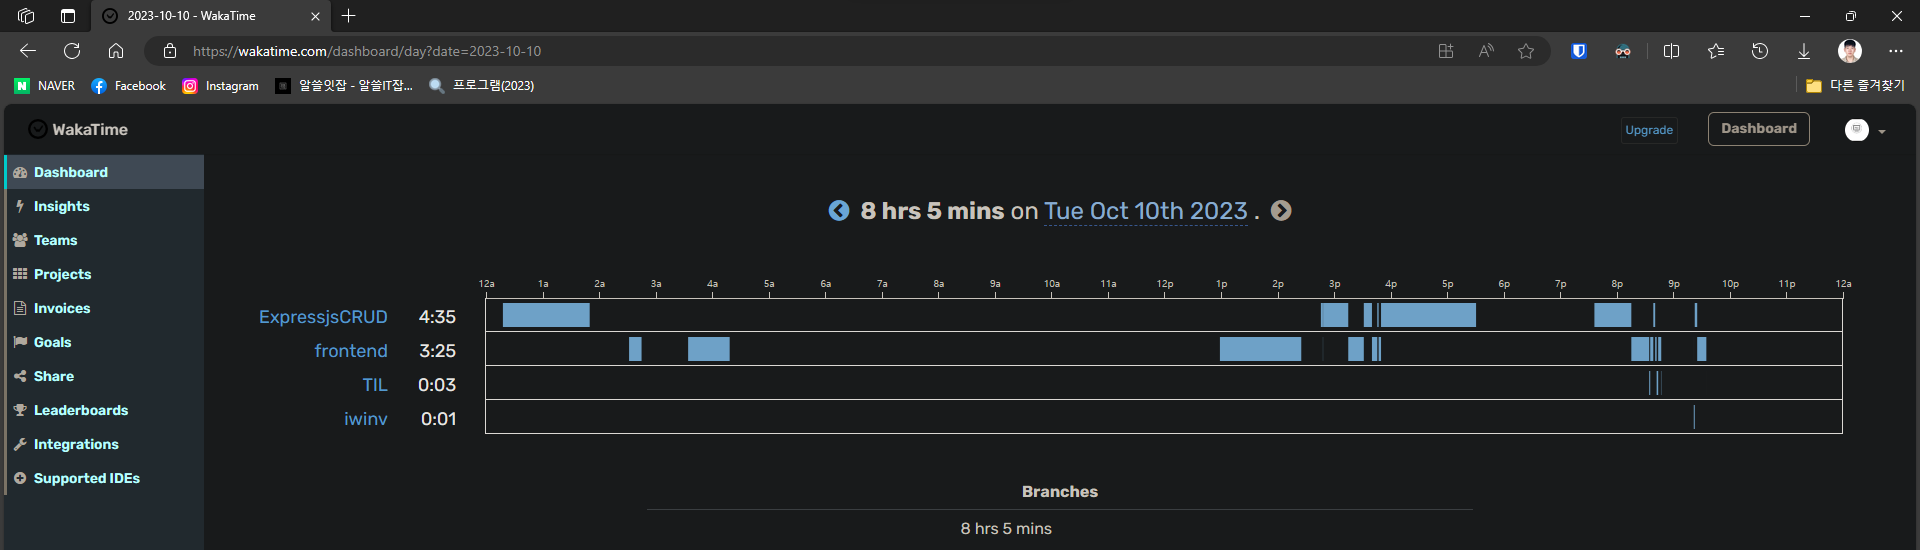 2023-10-10 - WakaTime
https://wakatime.com/dashboard/day?date=2023-10-10
NAVER Facebook Instagram 알쓸잇잡 - 알쓸IT잡... 프로그램(2023) 다른 즐겨찾기
WakaTime Upgrade Dashboard
Dashboard
Insights
Teams
Projects
Invoices
Goals
Share
Leaderboards
Integrations
Supported IDEs
8 hrs 5 mins on Tue Oct 10th 2023 .
12a 1a 2a 3a 4a 5a 6a 7a 8a 9a 10a 11a 12p 1p 2p 3p 4p 5p 6p 7p 8p 9p 10p 11p 12a
ExpressjsCRUD 4:35
frontend 3:25
TIL 0:03
iwinv 0:01
Branches
8 hrs 5 mins